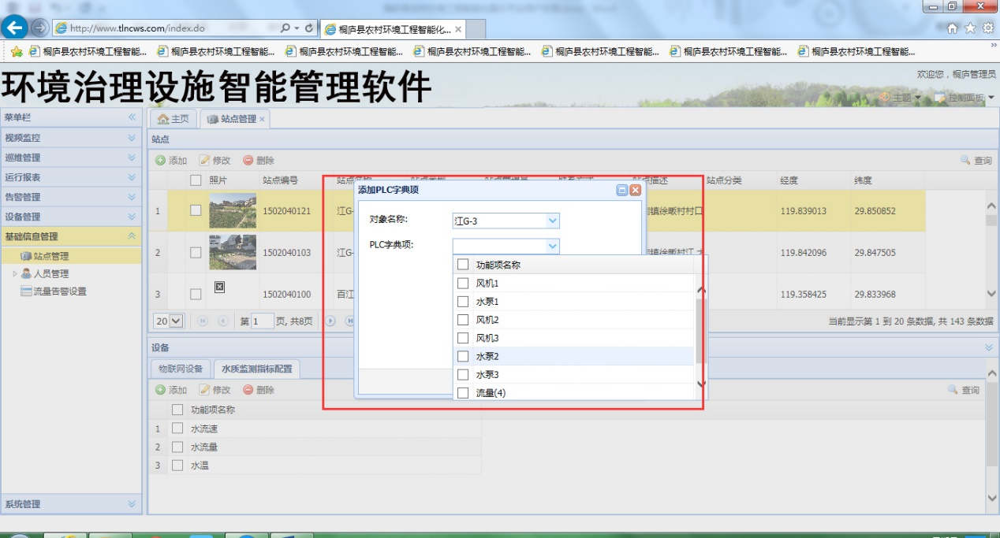 http://www.tlncws.com/index.do
桐庐县农村环境工程智能化...
桐庐县农村环境工程智能... 桐庐县农村环境工程智能... 桐庐县农村环境工程智能... 桐庐县农村环境工程智能... 桐庐县农村环境工程智能... 桐庐县农村环境工程智能... 桐庐县农村环境工程智能...
环境治理设施智能管理软件
欢迎您，桐庐管理员
主题 控制面板
菜单栏
视频监控
巡维管理
运行报表
告警管理
设备管理
基础信息管理
站点管理
人员管理
流量告警设置
系统管理
主页 站点管理
站点
添加 修改 删除 查询
照片 站点编号 站点描述 站点分类 经度 纬度
1 1502040121 江G- 镇徐畈村村口 119.839013 29.850852
2 1502040103 江G- 119.842096 29.847505
3 1502040100 百江 119.358425 29.833968
20 第 1 页, 共8页 当前显示第 1 到 20 条数据, 共 143 条数据
添加PLC字典项
对象名称: 江G-3
PLC字典项:
功能项名称
风机1
水泵1
风机2
风机3
水泵2
水泵3
流量(4)
设备
物联网设备 水质监测指标配置
添加 修改 删除 查询
功能项名称
1 水流速
2 水流量
3 水温